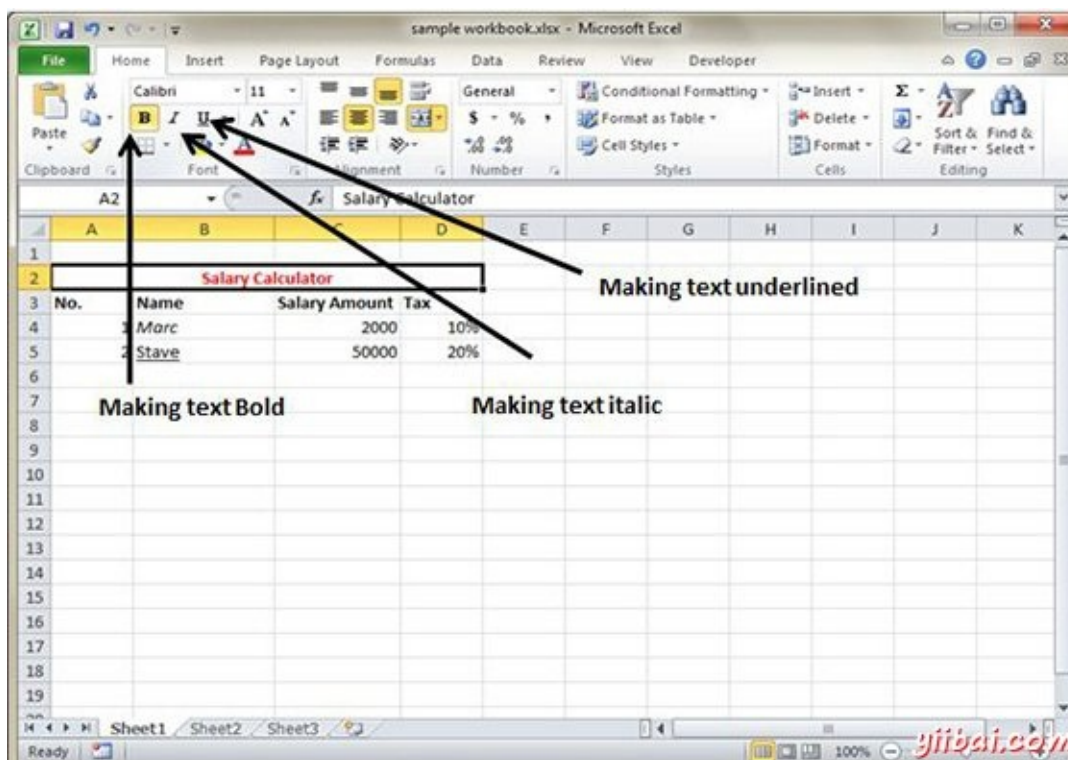 sample workbook.xlsx - Microsoft Excel
File Home Insert Page Layout Formulas Data Review View Developer
Calibri 11 General Conditional Formatting Insert Σ
B I U A A $ % , Format as Table Delete
Paste A Cell Styles Format Sort & Filter Find & Select
Clipboard Font Alignment Number Styles Cells Editing
A2 fx Salary Calculator
A B C D E F G H I J K
1
2 Salary Calculator
3 No. Name Salary Amount Tax
4 1 Marc 2000 10%
5 2 Stave 50000 20%
6
7
8
9
10
11
12
13
14
15
16
17
18
19
Making text underlined
Making text Bold
Making text italic
Sheet1 Sheet2 Sheet3
Ready 100%
yiibai.com